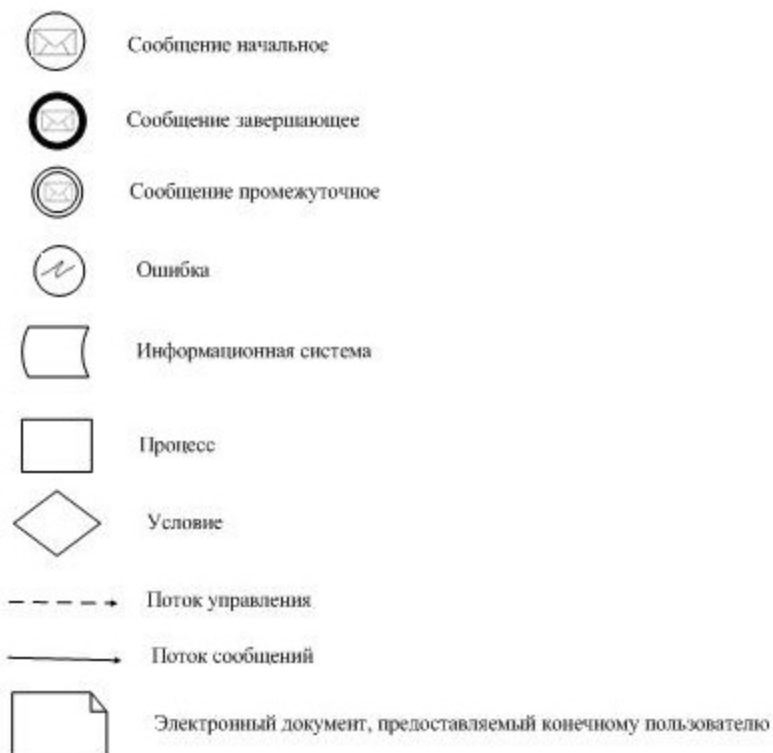 Сообщение начальное
Сообщение завершающее
Сообщение промежуточное
Ошибка
Информационная система
Процесс
Условие
Поток управления
Поток сообщений
Электронный документ, предоставляемый конечному пользователю